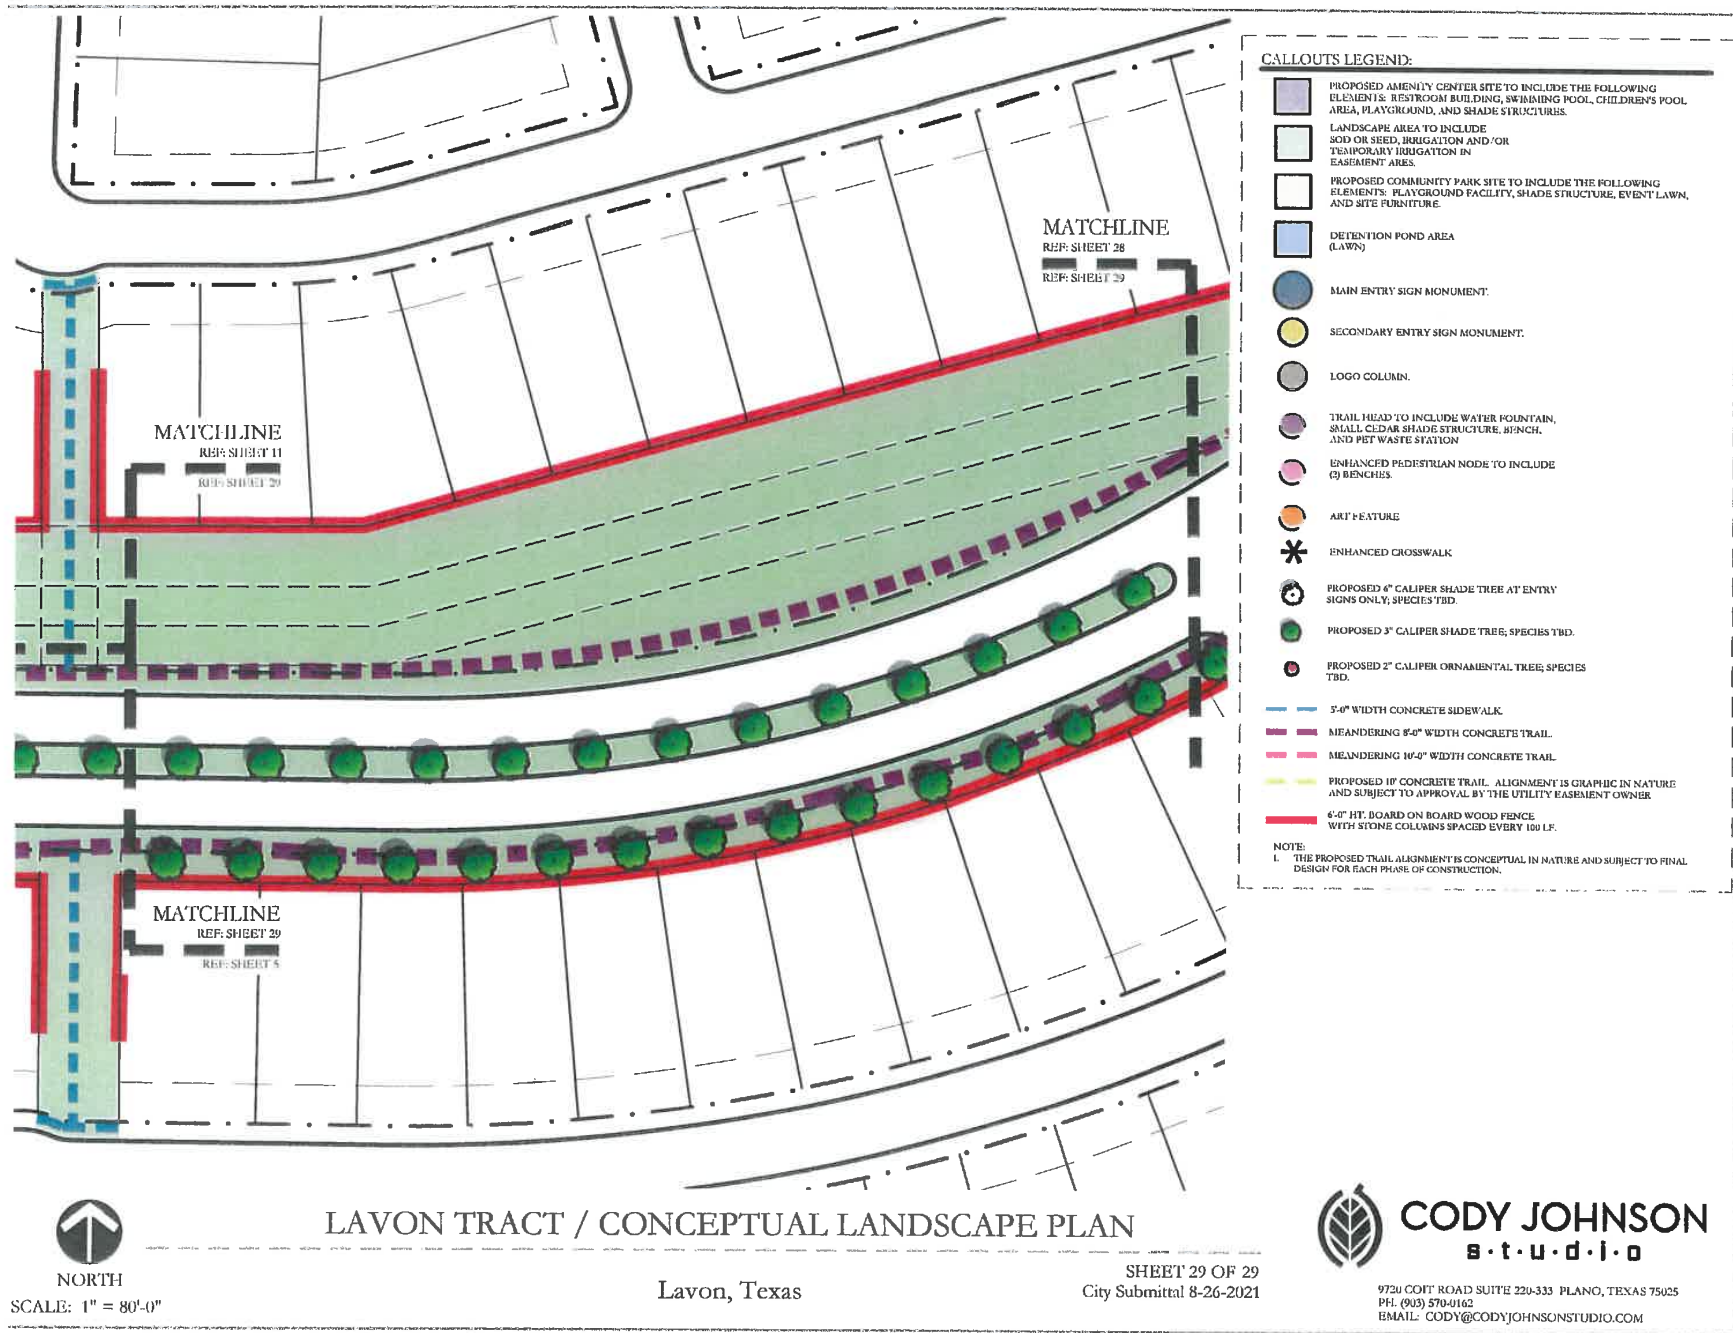 CALLOUTS LEGEND:
PROPOSED AMENITY CENTER SITE TO INCLUDE THE FOLLOWING
ELEMENTS: RESTROOM BUILDING, SWIMMING POOL, CHILDREN'S POOL
AREA, PLAYGROUND, AND SHADE STRUCTURES.
LANDSCAPE AREA TO INCLUDE
SOD OR SEED, IRRIGATION AND/OR
TEMPORARY IRRIGATION IN
EASEMENT ARES.
PROPOSED COMMUNITY PARK SITE TO INCLUDE THE FOLLOWING
ELEMENTS: PLAYGROUND FACILITY, SHADE STRUCTURE, EVENT LAWN,
AND SITE FURNITURE.
DETENTION POND AREA
(LAWN)
MAIN ENTRY SIGN MONUMENT.
SECONDARY ENTRY SIGN MONUMENT.
LOGO COLUMN.
TRAIL HEAD TO INCLUDE WATER FOUNTAIN,
SMALL CEDAR SHADE STRUCTURE, BENCH,
AND PET WASTE STATION
ENHANCED PEDESTRIAN NODE TO INCLUDE
(2) BENCHES.
ART FEATURE
ENHANCED CROSSWALK
PROPOSED 6" CALIPER SHADE TREE AT ENTRY
SIGNS ONLY; SPECIES TBD.
PROPOSED 3" CALIPER SHADE TREE; SPECIES TBD.
PROPOSED 2" CALIPER ORNAMENTAL TREE; SPECIES
TBD.
5'-0" WIDTH CONCRETE SIDEWALK
MEANDERING 8'-0" WIDTH CONCRETE TRAIL.
MEANDERING 10'-0" WIDTH CONCRETE TRAIL
PROPOSED 10' CONCRETE TRAIL. ALIGNMENT IS GRAPHIC IN NATURE
AND SUBJECT TO APPROVAL BY THE UTILITY EASEMENT OWNER
6'-0" HT. BOARD ON BOARD WOOD FENCE
WITH STONE COLUMNS SPACED EVERY 100 LF.
NOTE:
1. THE PROPOSED TRAIL ALIGNMENT IS CONCEPTUAL IN NATURE AND SUBJECT TO FINAL
DESIGN FOR EACH PHASE OF CONSTRUCTION.
MATCHLINE
REF: SHEET 28
REF: SHEET 29
MATCHLINE
REF: SHEET 11
REF: SHEET 29
MATCHLINE
REF: SHEET 29
REF: SHEET 5
NORTH
SCALE: 1" = 80'-0"
LAVON TRACT / CONCEPTUAL LANDSCAPE PLAN
Lavon, Texas
SHEET 29 OF 29
City Submittal 8-26-2021
CODY JOHNSON
s·t·u·d·i·o
9720 COIT ROAD SUITE 220-333 PLANO, TEXAS 75025
PH. (903) 570-0162
EMAIL: CODY@CODYJOHNSONSTUDIO.COM